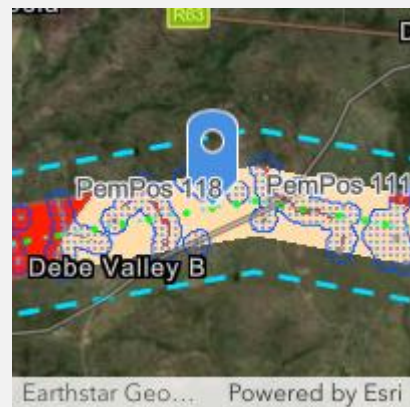 R63
PemPos 118
PemPos 111
Debe Valley B
Earthstar Geo... Powered by Esri